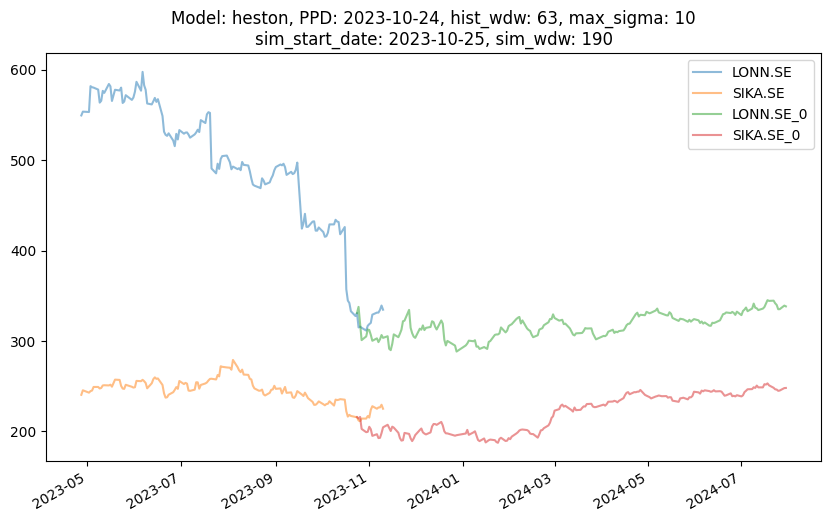 Model: heston, PPD: 2023-10-24, hist_wdw: 63, max_sigma: 10
sim_start_date: 2023-10-25, sim_wdw: 190
LONN.SE
SIKA.SE
LONN.SE_0
SIKA.SE_0
600
500
400
300
200
2023-05
2023-07
2023-09
2023-11
2024-01
2024-03
2024-05
2024-07